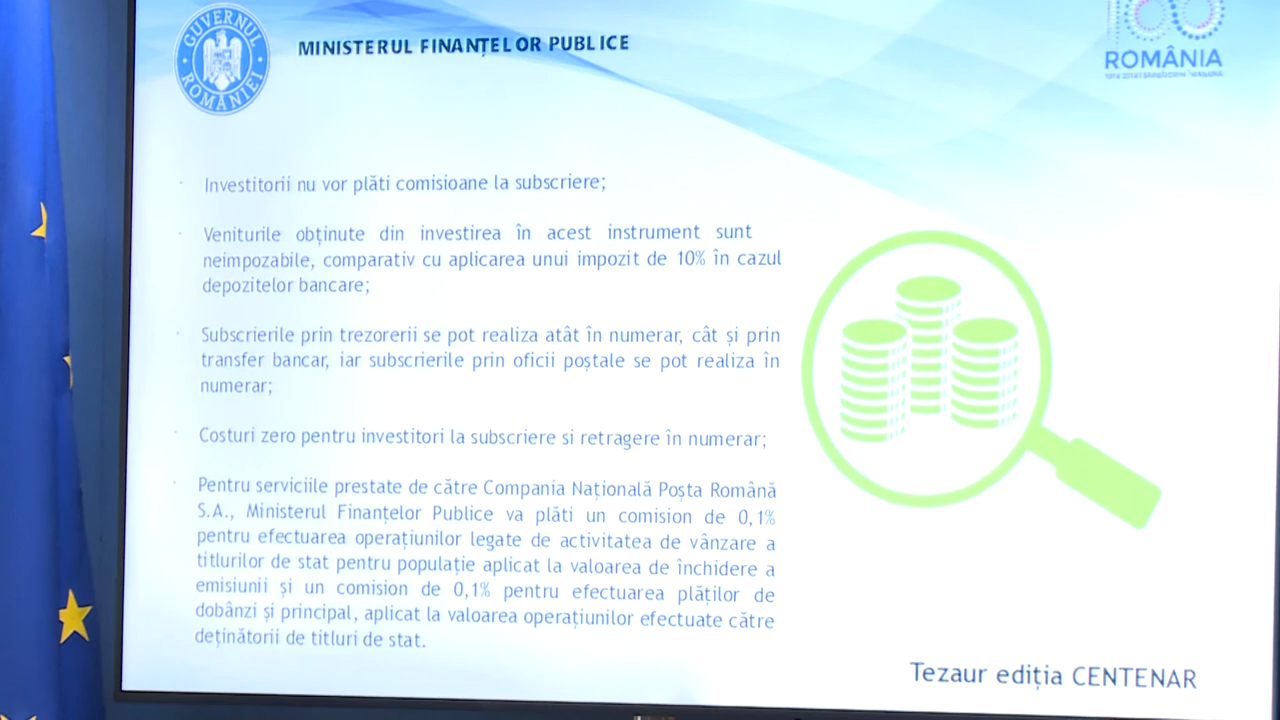 GUVERNUL ROMÂNIEI
MINISTERUL FINANȚELOR PUBLICE
100
ROMÂNIA
Investitorii nu vor plăti comisioane la subscriere;
Veniturile obținute din investirea în acest instrument sunt
neimpozabile, comparativ cu aplicarea unui impozit de 10% în cazul
depozitelor bancare;
Subscrierile prin trezorerii se pot realiza atât în numerar, cât și prin
transfer bancar, iar subscrierile prin oficii poștale se pot realiza în
numerar;
Costuri zero pentru investitori la subscriere si retragere în numerar;
Pentru serviciile prestate de către Compania Națională Poșta Română
S.A., Ministerul Finanțelor Publice va plăti un comision de 0,1%
pentru efectuarea operațiunilor legate de activitatea de vânzare a
titlurilor de stat pentru populație aplicat la valoarea de închidere a
emisiunii și un comision de 0,1% pentru efectuarea plăților de
dobânzi și principal, aplicat la valoarea operațiunilor efectuate către
deținătorii de titluri de stat.
Tezaur ediția CENTENAR